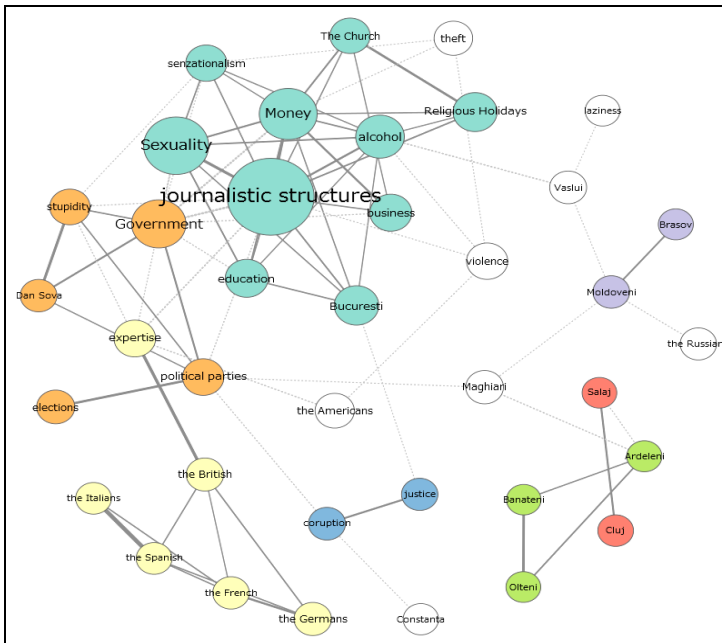 The Church
theft
senzationalism
Money
Religious Holidays
laziness
Sexuality
alcohol
Vaslui
journalistic structures
stupidity
business
Government
Brasov
violence
education
Dan Sova
Bucuresti
Moldoveni
expertise
the Russian
political parties
Maghiari
Salaj
elections
the Americans
Ardeleni
the British
the Italians
justice
Banateni
coruption
Cluj
the Spanish
Olteni
the French
the Germans
Constanta